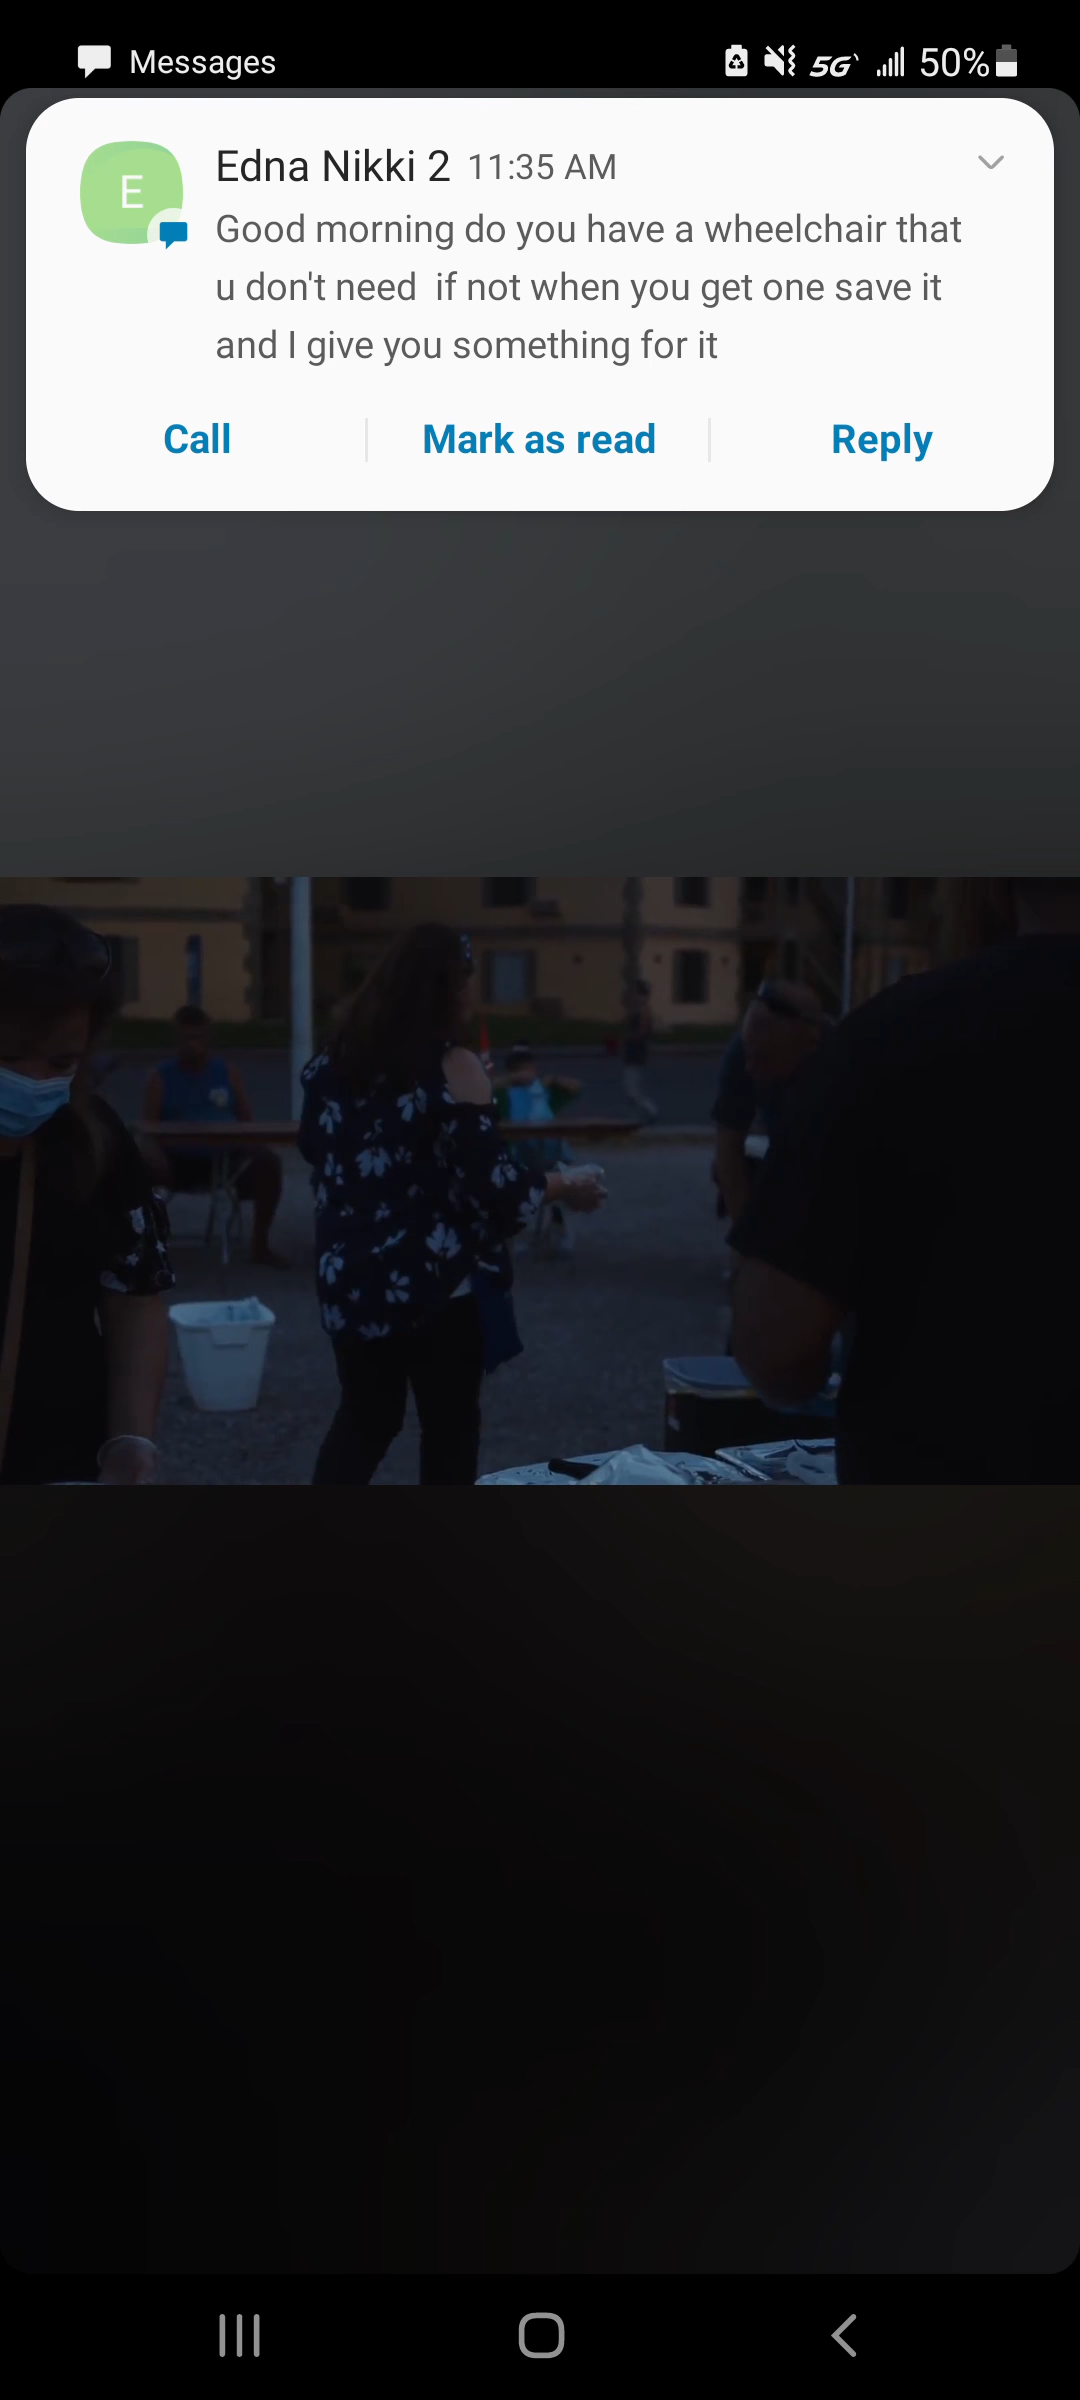 Messages 5G 50%
E
Edna Nikki 2 11:35 AM
Good morning do you have a wheelchair that
u don't need  if not when you get one save it
and I give you something for it
Call Mark as read Reply